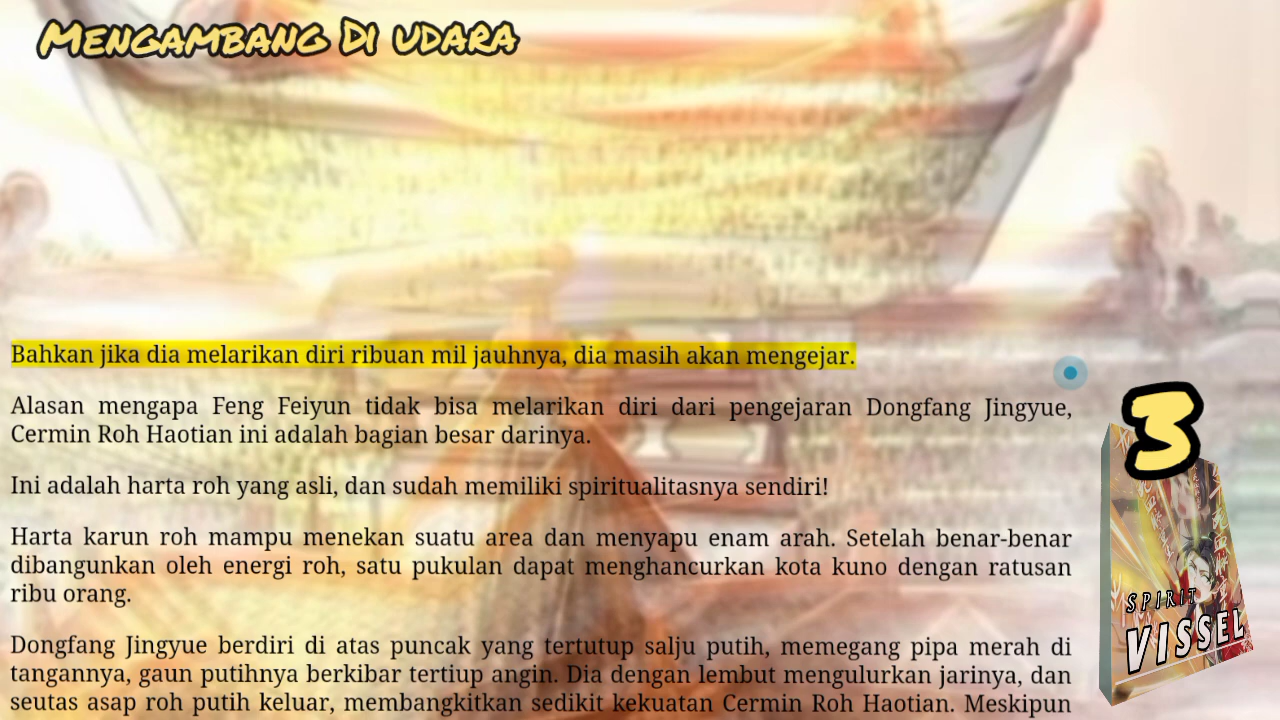 Mengambang Di udara
Bahkan jika dia melarikan diri ribuan mil jauhnya, dia masih akan mengejar.
Alasan mengapa Feng Feiyun tidak bisa melarikan diri dari pengejaran Dongfang Jingyue,
Cermin Roh Haotian ini adalah bagian besar darinya.
Ini adalah harta roh yang asli, dan sudah memiliki spiritualitasnya sendiri!
Harta karun roh mampu menekan suatu area dan menyapu enam arah. Setelah benar-benar
dibangunkan oleh energi roh, satu pukulan dapat menghancurkan kota kuno dengan ratusan
ribu orang.
Dongfang Jingyue berdiri di atas puncak yang tertutup salju putih, memegang pipa merah di
tangannya, gaun putihnya berkibar tertiup angin. Dia dengan lembut mengulurkan jarinya, dan
seutas asap roh putih keluar, membangkitkan sedikit kekuatan Cermin Roh Haotian. Meskipun
3
SPIRIT
VISSEL